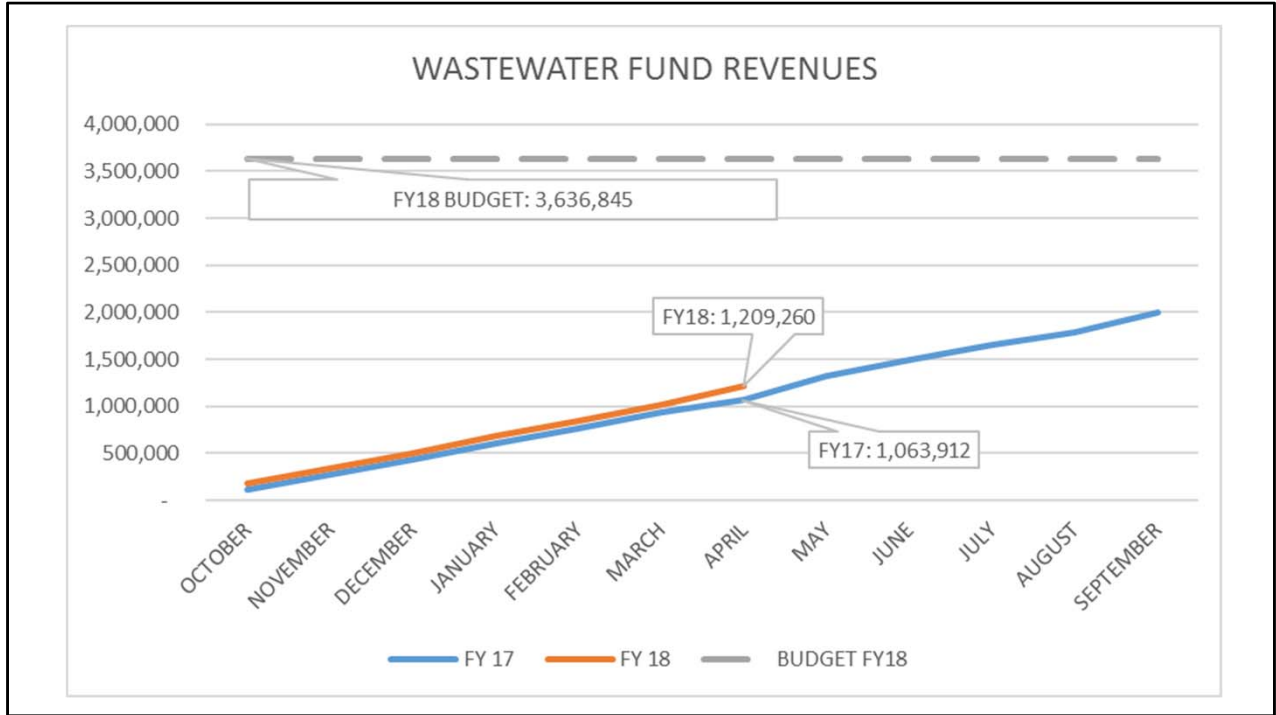 WASTEWATER FUND REVENUES
4,000,000
3,500,000
FY18 BUDGET: 3,636,845
3,000,000
2,500,000
2,000,000
FY18: 1,209,260
1,500,000
1,000,000
FY17: 1,063,912
500,000
-
OCTOBER
NOVEMBER
DECEMBER
JANUARY
FEBRUARY
MARCH
APRIL
MAY
JUNE
JULY
AUGUST
SEPTEMBER
FY 17 FY 18 BUDGET FY18